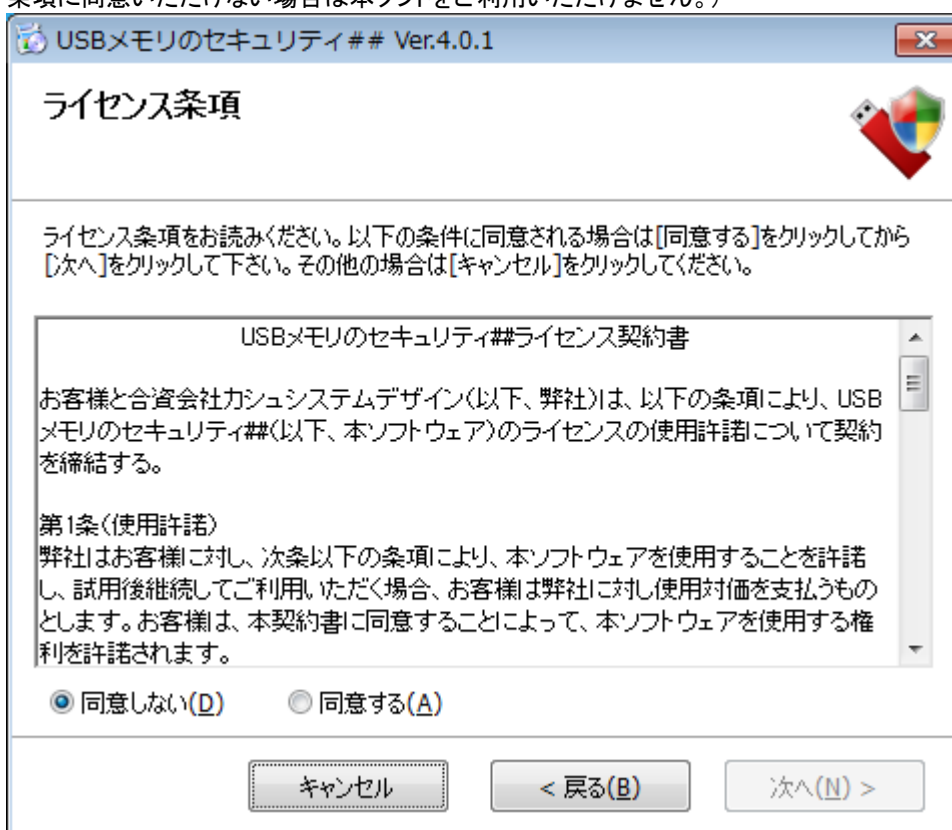 条項に同意いただけない場合は本ソフトをご利用いただけません。)
USBメモリのセキュリティ## Ver.4.0.1
ライセンス条項
ライセンス条項をお読みください。以下の条件に同意される場合は[同意する]をクリックしてから
[次へ]をクリックして下さい。その他の場合は[キャンセル]をクリックしてください。
USBメモリのセキュリティ##ライセンス契約書
お客様と合資会社カシュシステムデザイン(以下、弊社)は、以下の条項により、USB
メモリのセキュリティ##(以下、本ソフトウェア)のライセンスの使用許諾について契約
を締結する。
第1条(使用許諾)
弊社はお客様に対し、次条以下の条項により、本ソフトウェアを使用することを許諾
し、試用後継続してご利用いただく場合、お客様は弊社に対し使用対価を支払うもの
とします。お客様は、本契約書に同意することによって、本ソフトウェアを使用する権
利を許諾されます。
同意しない(D) 同意する(A)
キャンセル < 戻る(B) 次へ(N) >